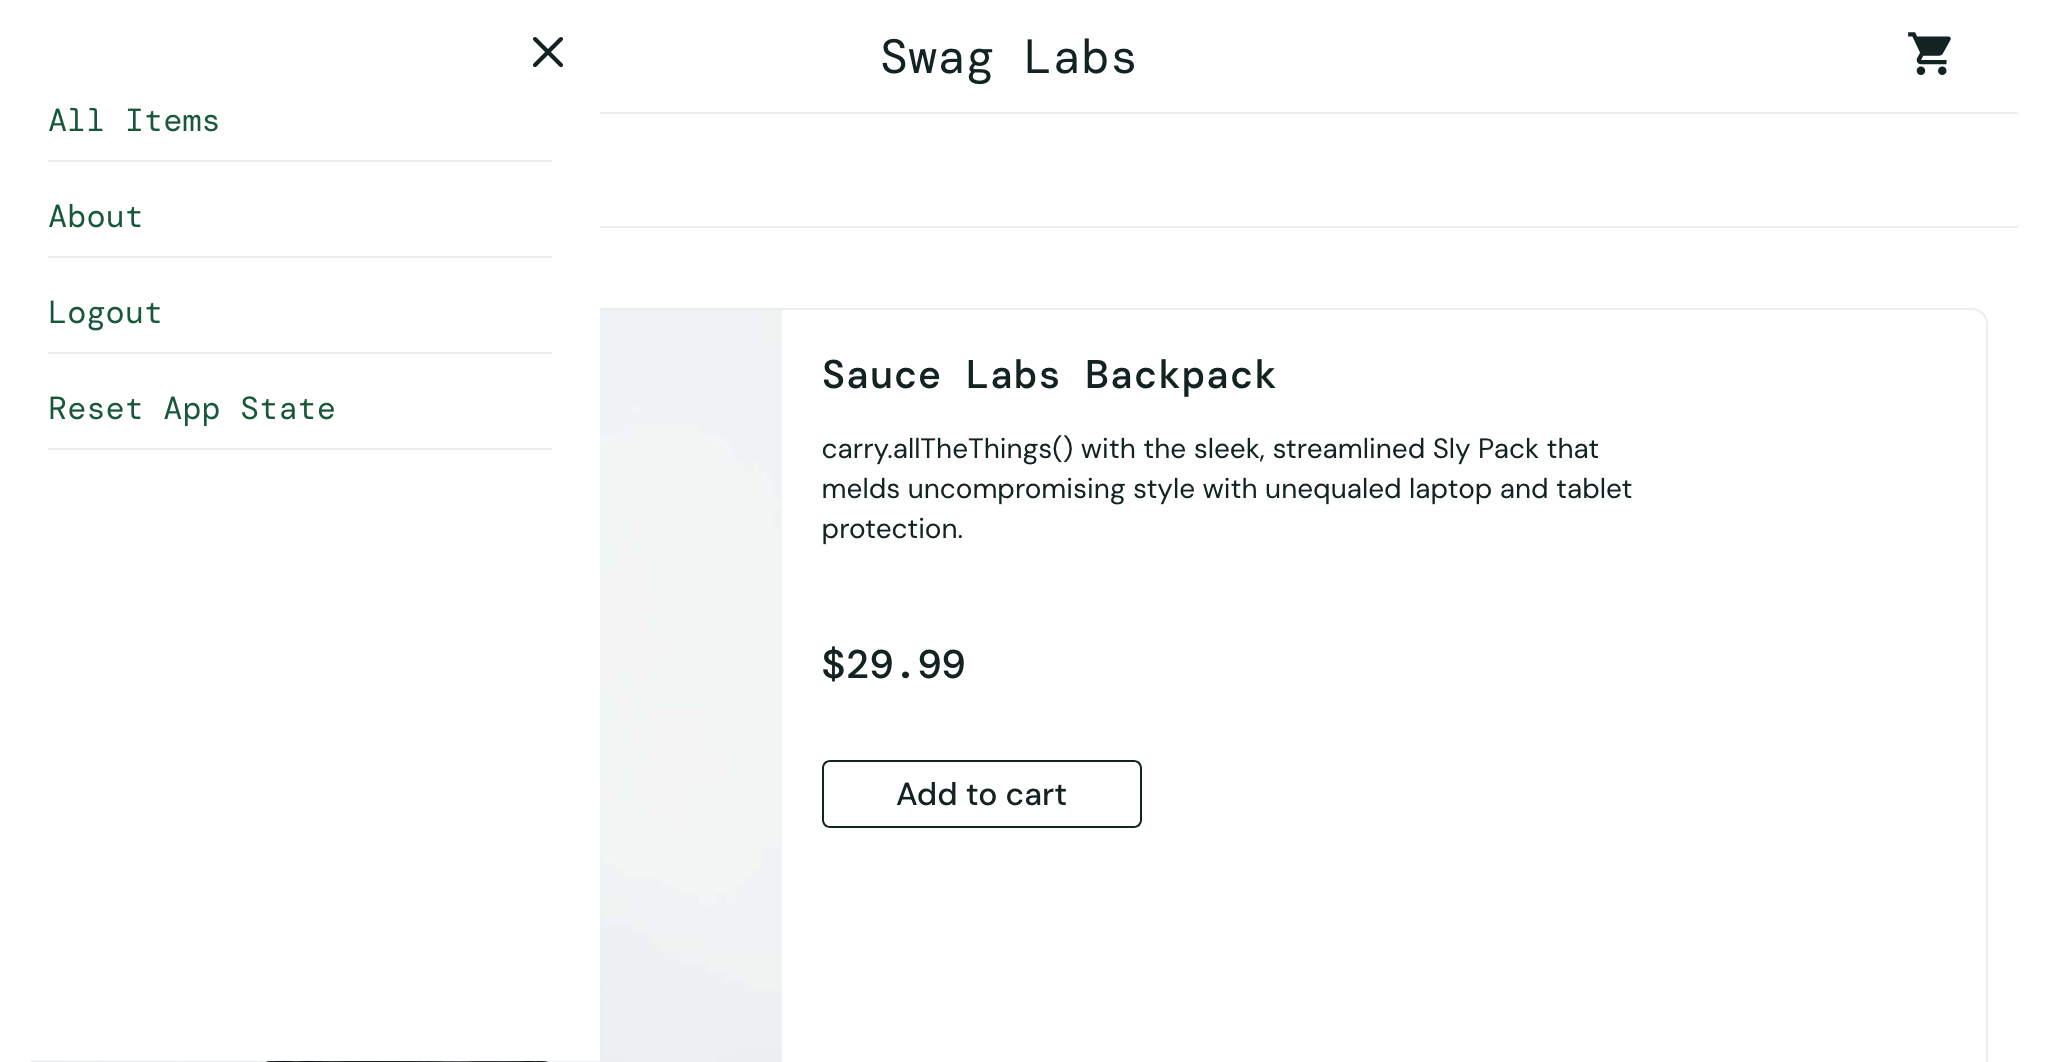 All Items
About
Logout
Reset App State
Swag Labs
Sauce Labs Backpack
carry.allTheThings() with the sleek, streamlined Sly Pack that
melds uncompromising style with unequaled laptop and tablet
protection.
$29.99
Add to cart